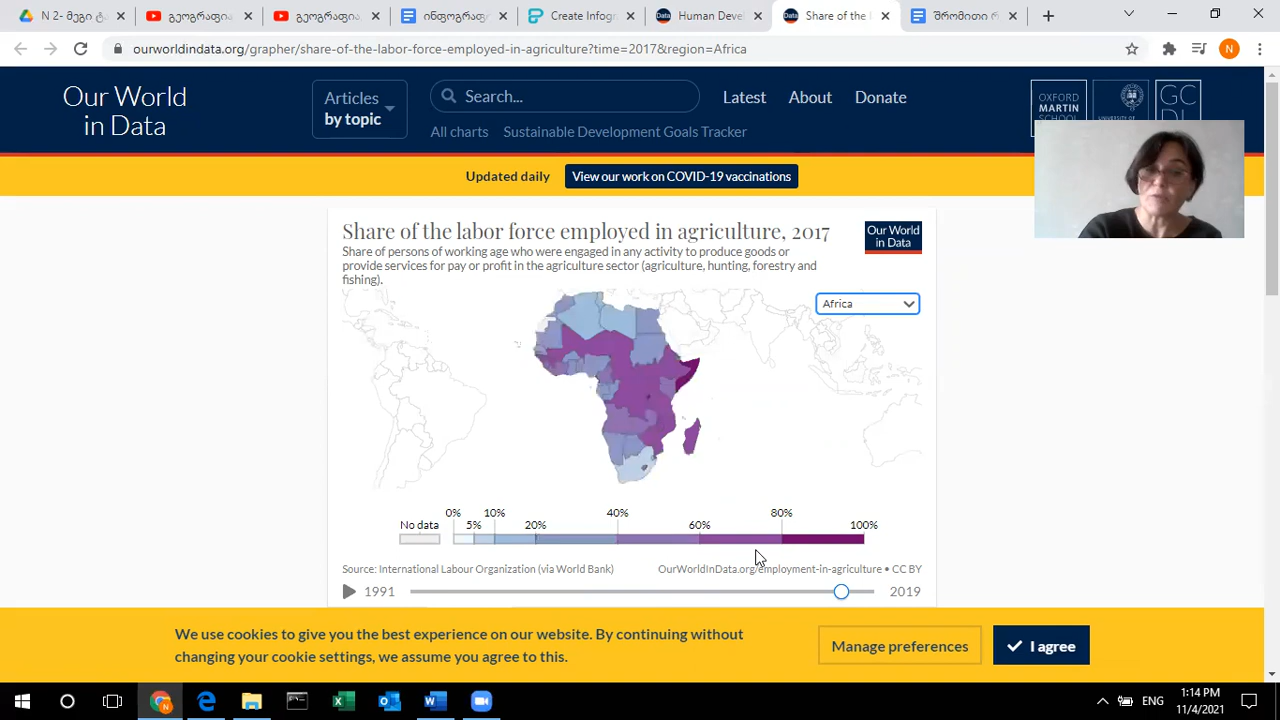 N 2- მეგატ
გეოგრაფ
გეოგრაფია
ინფოგრაფ
Create Infogr
Human Deve
Share of the l
შრომითი რ
ourworldindata.org/grapher/share-of-the-labor-force-employed-in-agriculture?time=2017&region=Africa
N
Our World
in Data
Articles
by topic
Search...
Latest
About
Donate
All charts
Sustainable Development Goals Tracker
OXFORD
MARTIN
SCHOOL
UNIVERSITY OF
GC
DL
Updated daily
View our work on COVID-19 vaccinations
Share of the labor force employed in agriculture, 2017
Share of persons of working age who were engaged in any activity to produce goods or
provide services for pay or profit in the agriculture sector (agriculture, hunting, forestry and
fishing).
Our World
in Data
Africa
0%
10%
40%
80%
No data
5%
20%
60%
100%
Source: International Labour Organization (via World Bank)
OurWorldInData.org/employment-in-agriculture • CC BY
1991
2019
We use cookies to give you the best experience on our website. By continuing without
changing your cookie settings, we assume you agree to this.
Manage preferences
I agree
ENG
1:14 PM
11/4/2021